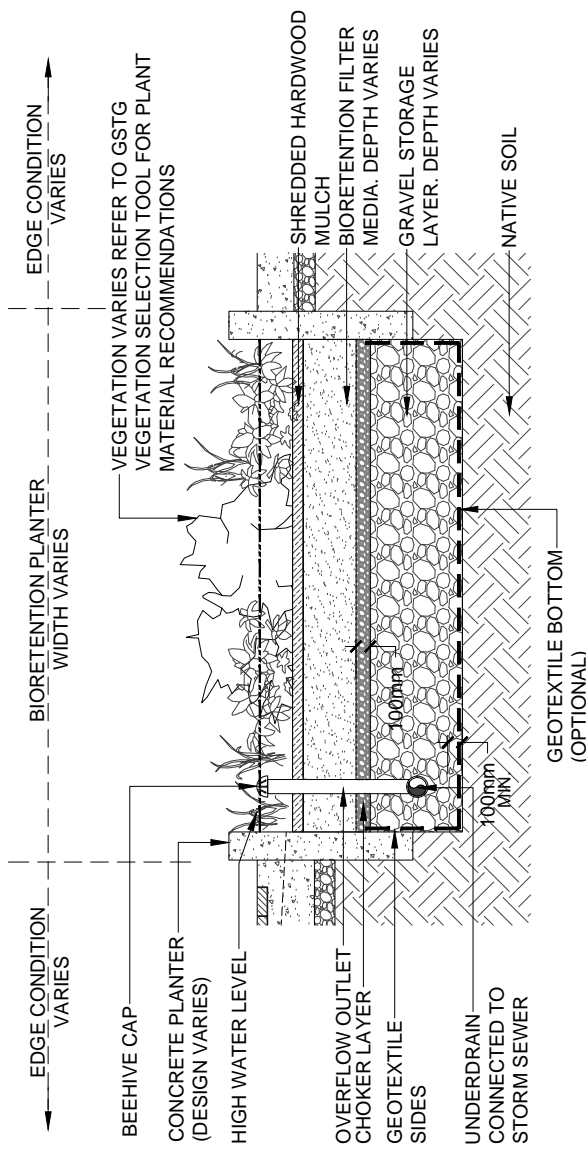 EDGE CONDITION
VARIES
BIORETENTION PLANTER
WIDTH VARIES
EDGE CONDITION
VARIES
BEEHIVE CAP
CONCRETE PLANTER
(DESIGN VARIES)
HIGH WATER LEVEL
OVERFLOW OUTLET
CHOKER LAYER
GEOTEXTILE
SIDES
UNDERDRAIN
CONNECTED TO
STORM SEWER
100mm
100mm
MIN
GEOTEXTILE BOTTOM
(OPTIONAL)
VEGETATION VARIES REFER TO GSTG
VEGETATION SELECTION TOOL FOR PLANT
MATERIAL RECOMMENDATIONS
SHREDDED HARDWOOD
MULCH
BIORETENTION FILTER
MEDIA. DEPTH VARIES
GRAVEL STORAGE
LAYER. DEPTH VARIES
NATIVE SOIL